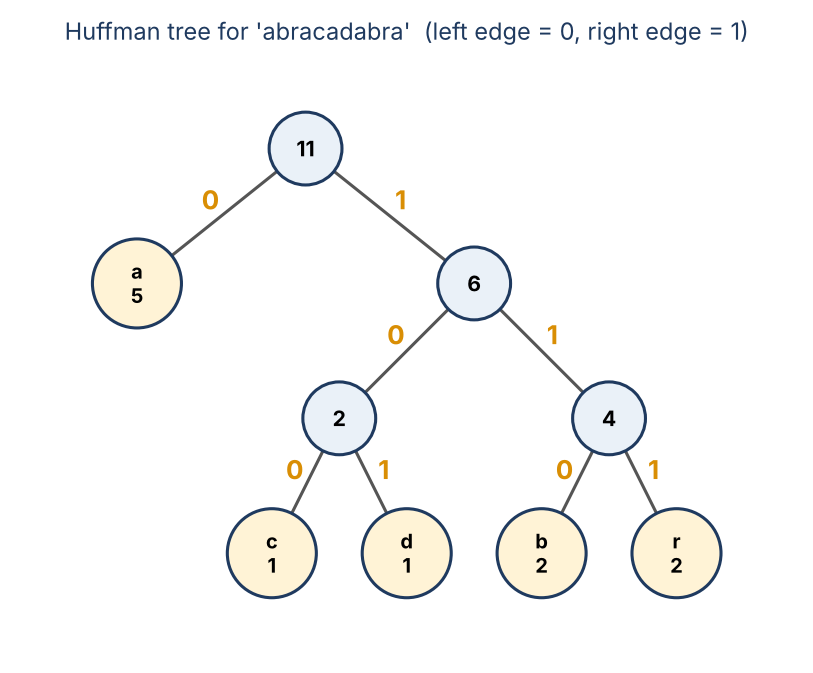 Huffman tree for 'abracadabra'  (left edge = 0, right edge = 1)
11
0
1
a
5
6
0
1
2
4
0
1
0
1
c
1
d
1
b
2
r
2